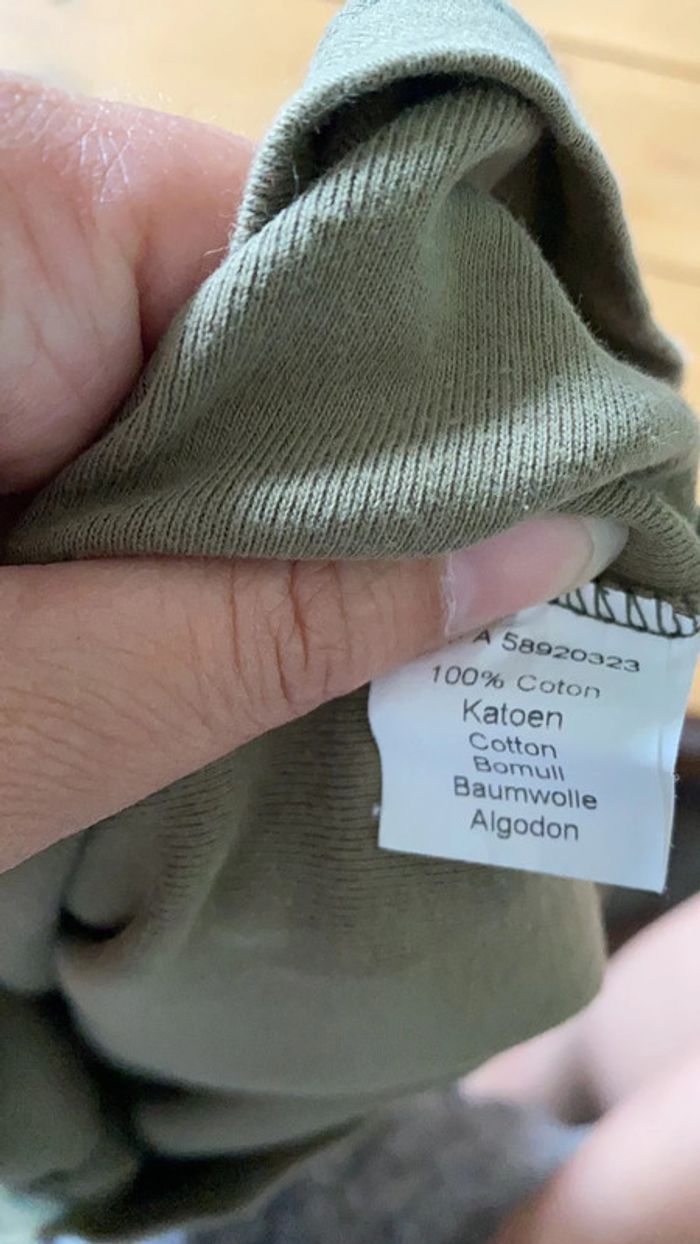 A 58920323
100% Coton
Katoen
Cotton
Bomull
Baumwolle
Algodon